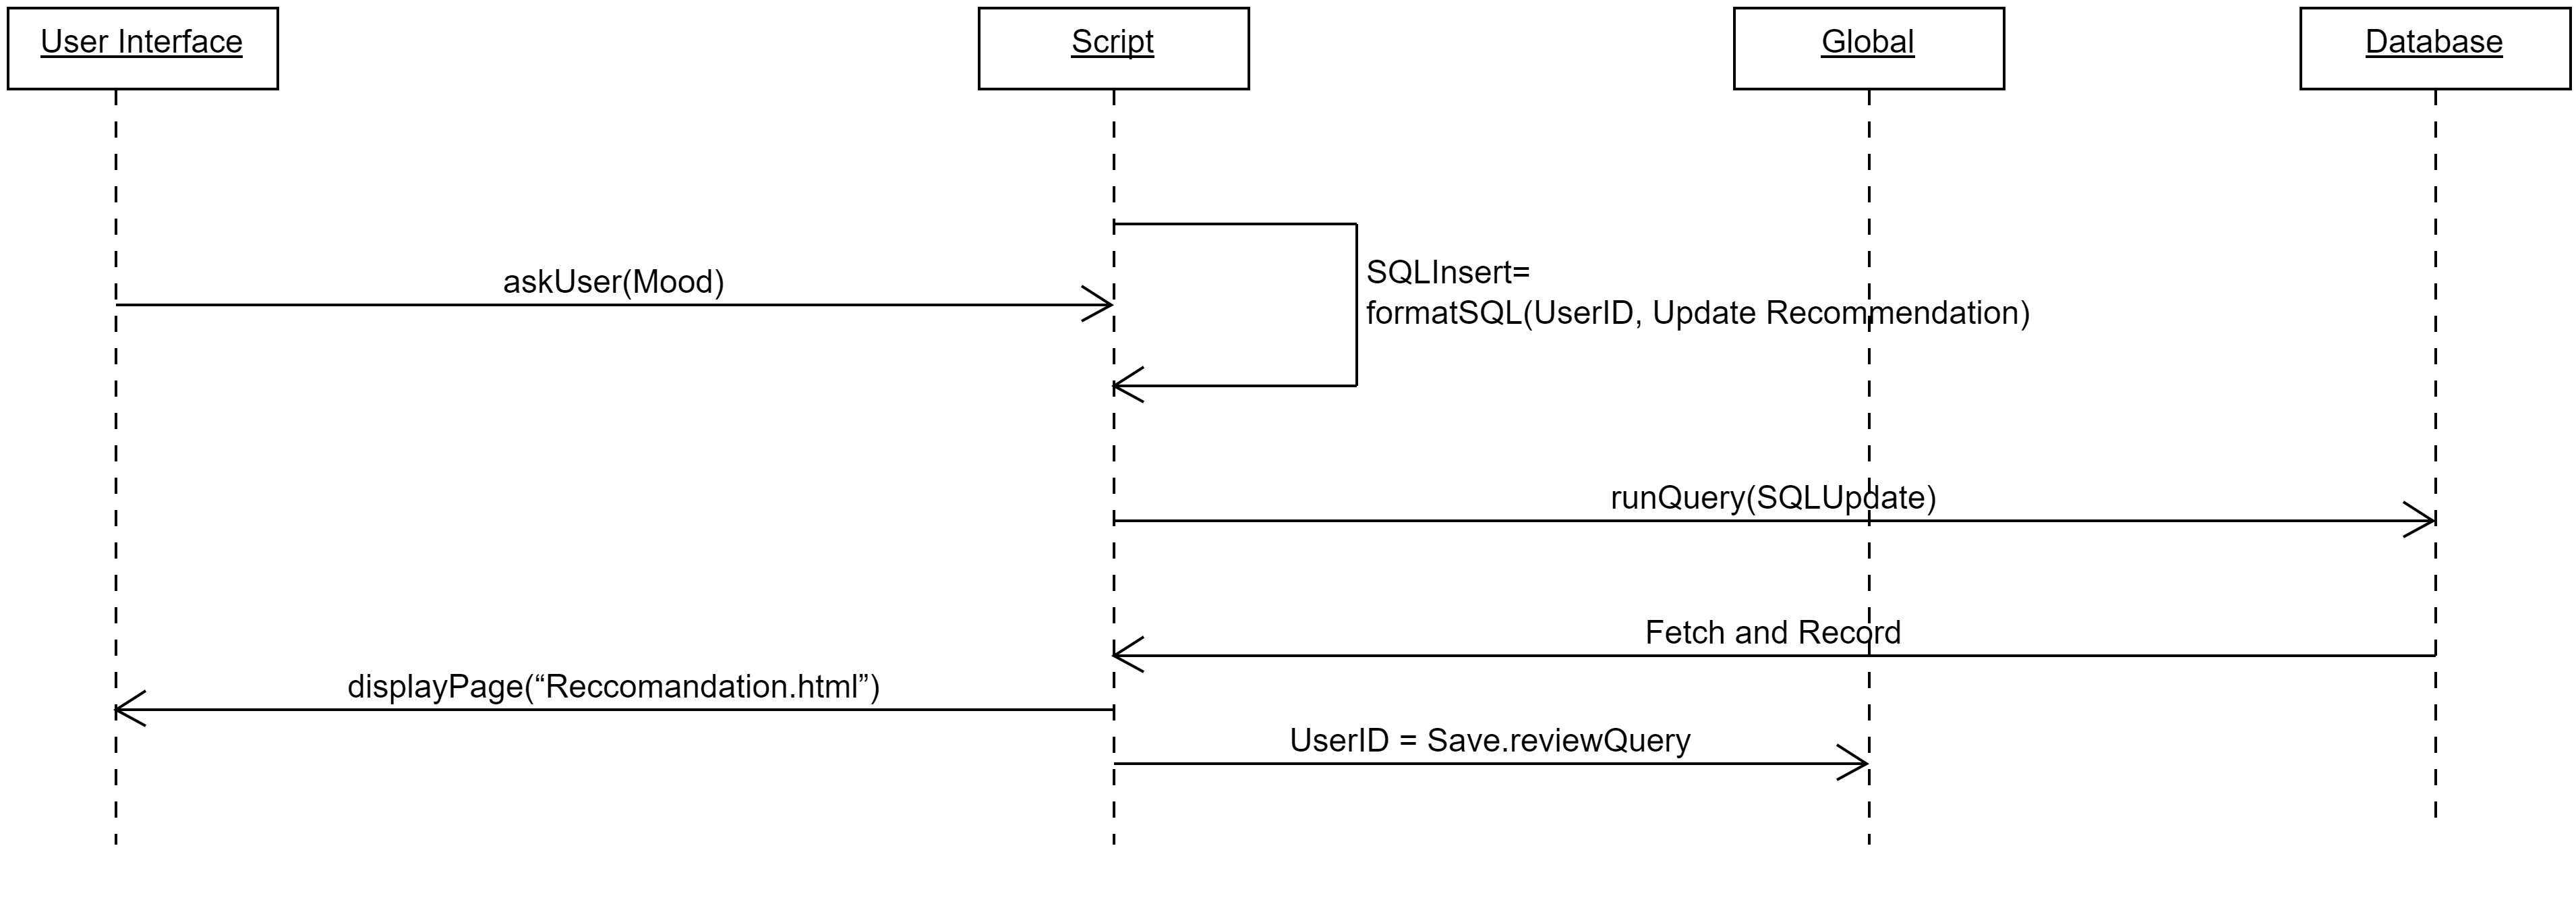 User Interface
Script
Global
Database
SQLInsert=
askUser(Mood)
formatSQL(UserID, Update Recommendation)
runQuery(SQLUpdate)
Fetch and Record
displayPage(“Reccomandation.html”)
UserID = Save.reviewQuery